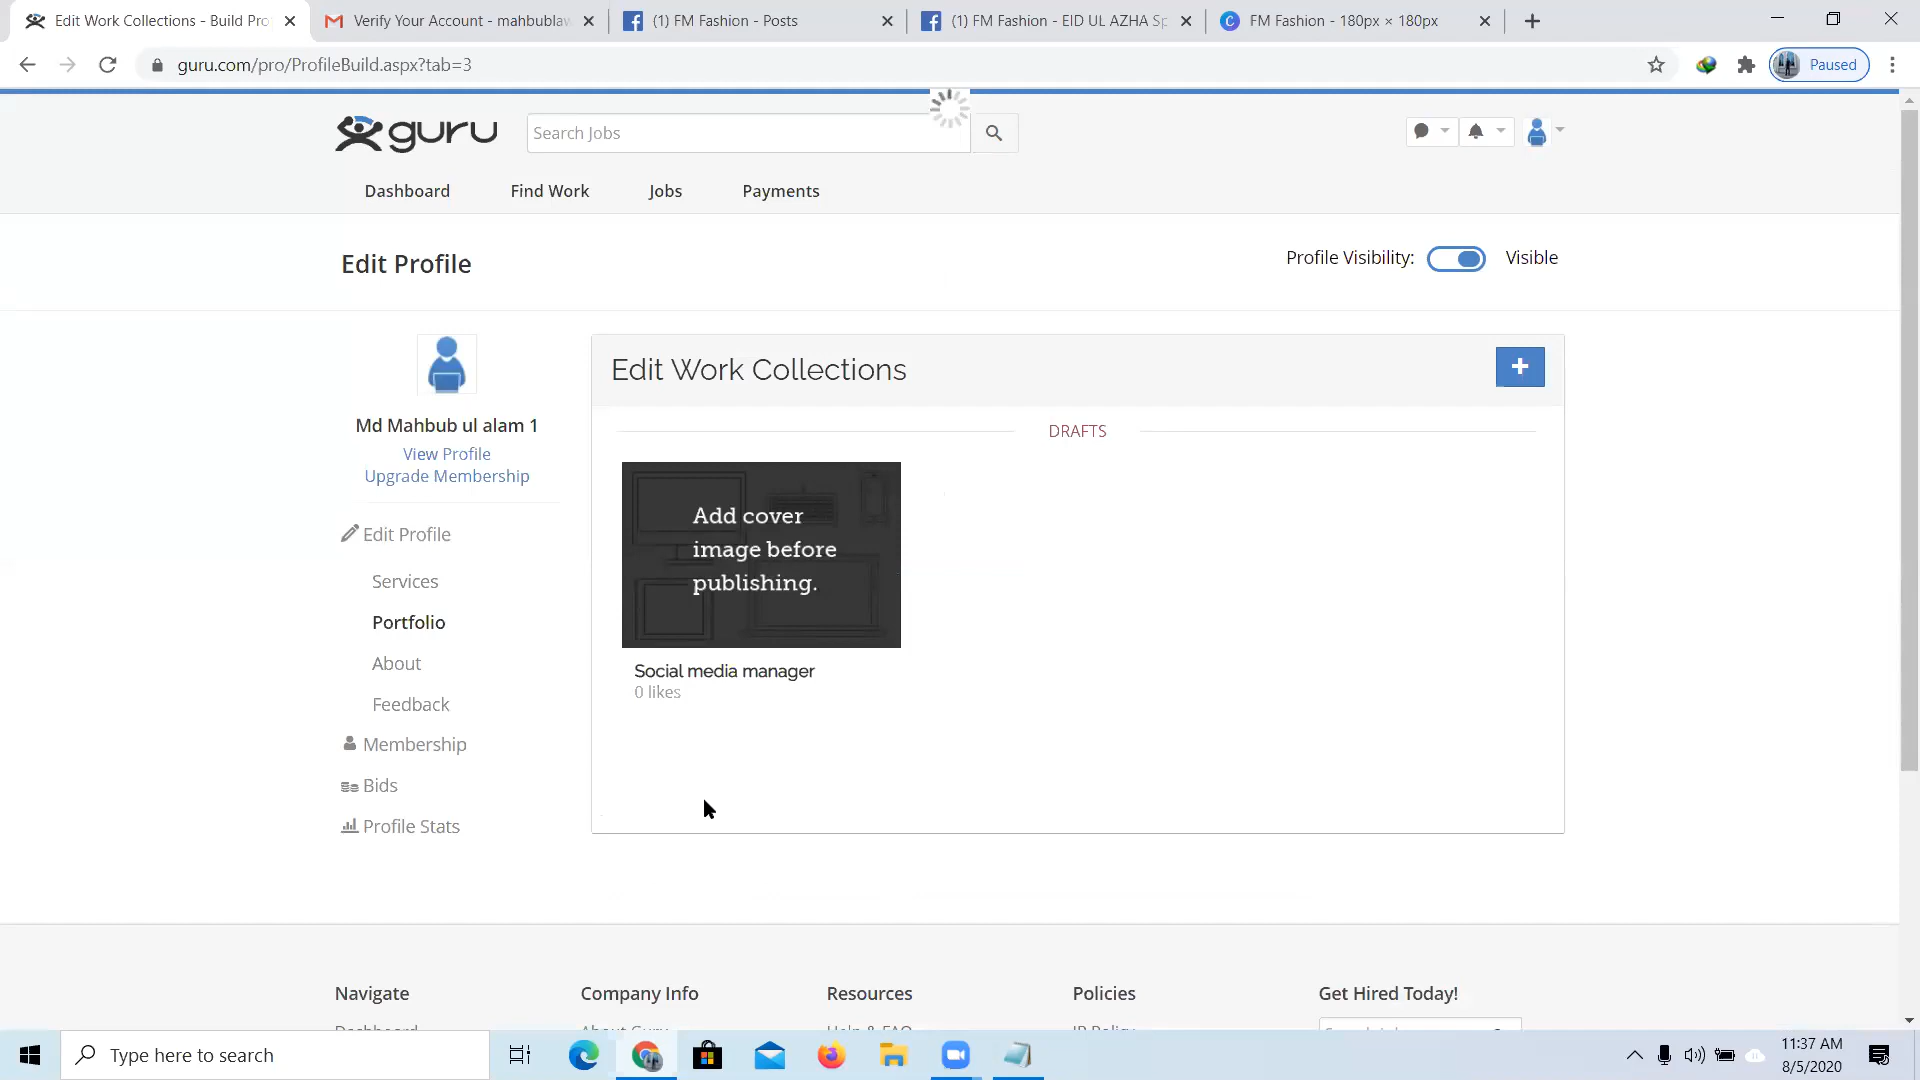 Edit Work Collections - Build Pro
Verify Your Account - mahbublaw
(1) FM Fashion - Posts
(1) FM Fashion - EID UL AZHA Sp
FM Fashion - 180px × 180px
guru.com/pro/ProfileBuild.aspx?tab=3
Paused
guru
Search Jobs
Dashboard
Find Work
Jobs
Payments
Edit Profile
Profile Visibility:
Visible
Edit Work Collections
+
DRAFTS
Md Mahbub ul alam 1
View Profile
Upgrade Membership
Edit Profile
Services
Portfolio
About
Feedback
Membership
Bids
Profile Stats
Add cover
image before
publishing.
Social media manager
0 likes
Navigate
Company Info
Resources
Policies
Get Hired Today!
Type here to search
11:37 AM
8/5/2020